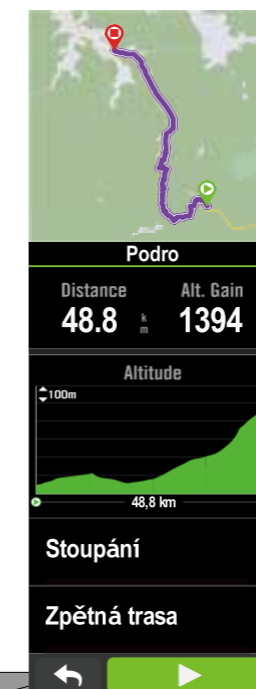 Podro
Distance Alt. Gain
48.8 km 1394
Altitude
100m
48,8 km
Stoupání
Zpětná trasa